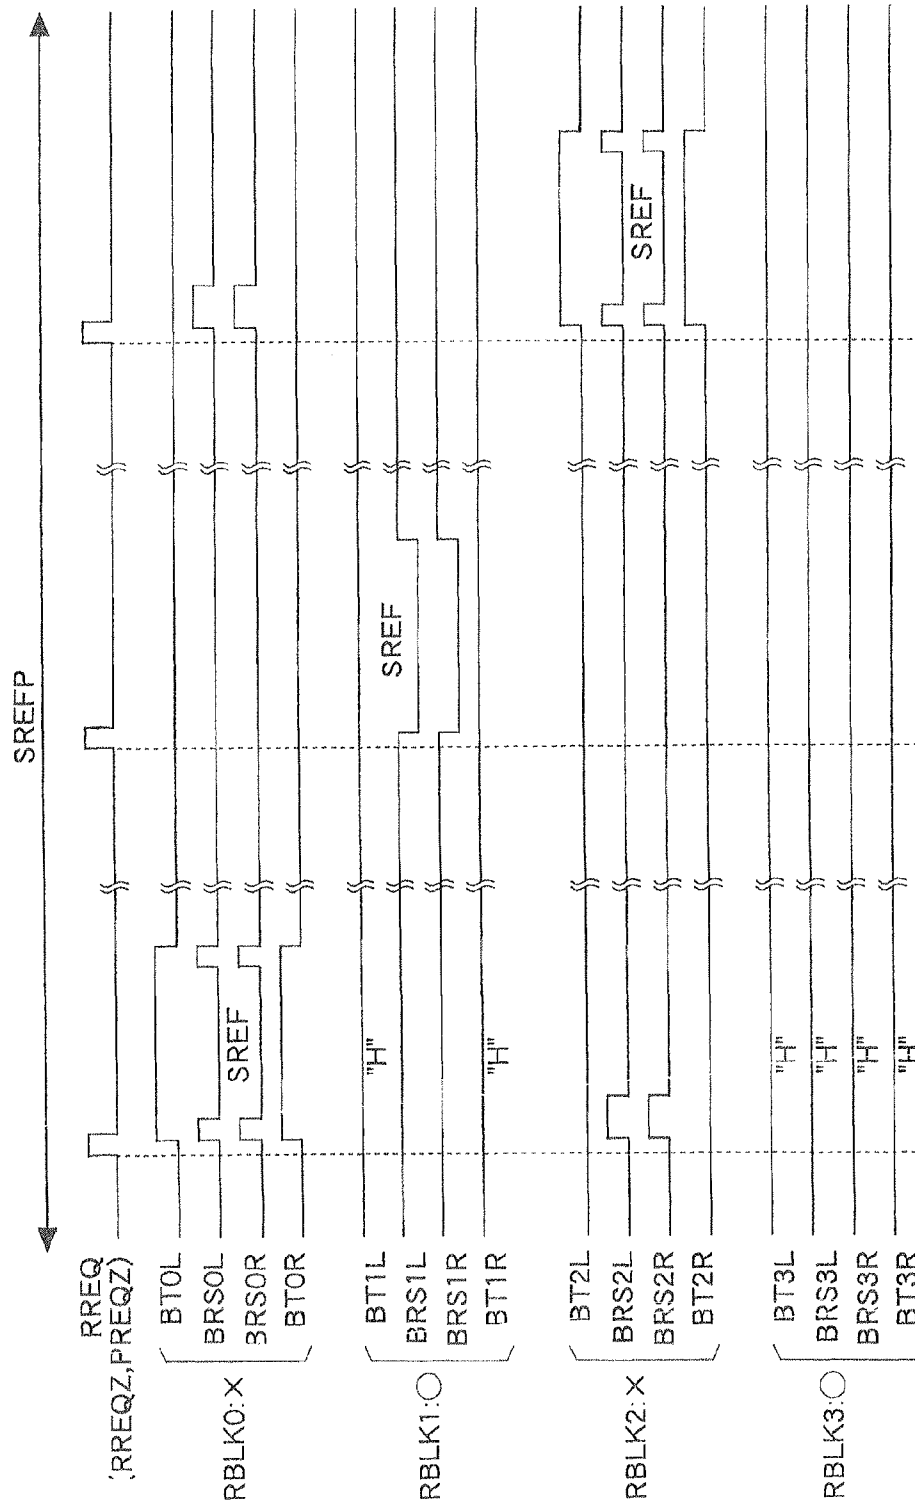 SREFP
RREQ
(RREQZ,PREQZ)
RBLK0:×
BT0L
BRS0L
BRS0R
BT0R
SREF
RBLK1:○
BT1L
BRS1L
BRS1R
BT1R
"H"
"H"
SREF
RBLK2:×
BT2L
BRS2L
BRS2R
BT2R
SREF
RBLK3:○
BT3L
BRS3L
BRS3R
BT3R
"H"
"H"
"H"
"H"